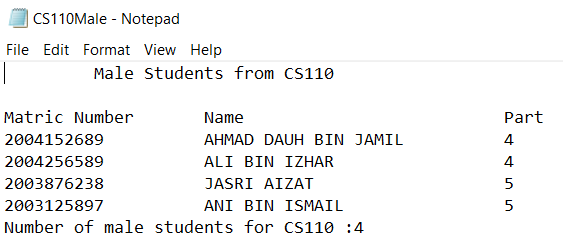 CS110Male - Notepad
File Edit Format View Help
Male Students from CS110
Matric Number Name Part
2004152689 AHMAD DAUH BIN JAMIL 4
2004256589 ALI BIN IZHAR 4
2003876238 JASRI AIZAT 5
2003125897 ANI BIN ISMAIL 5
Number of male students for CS110 :4